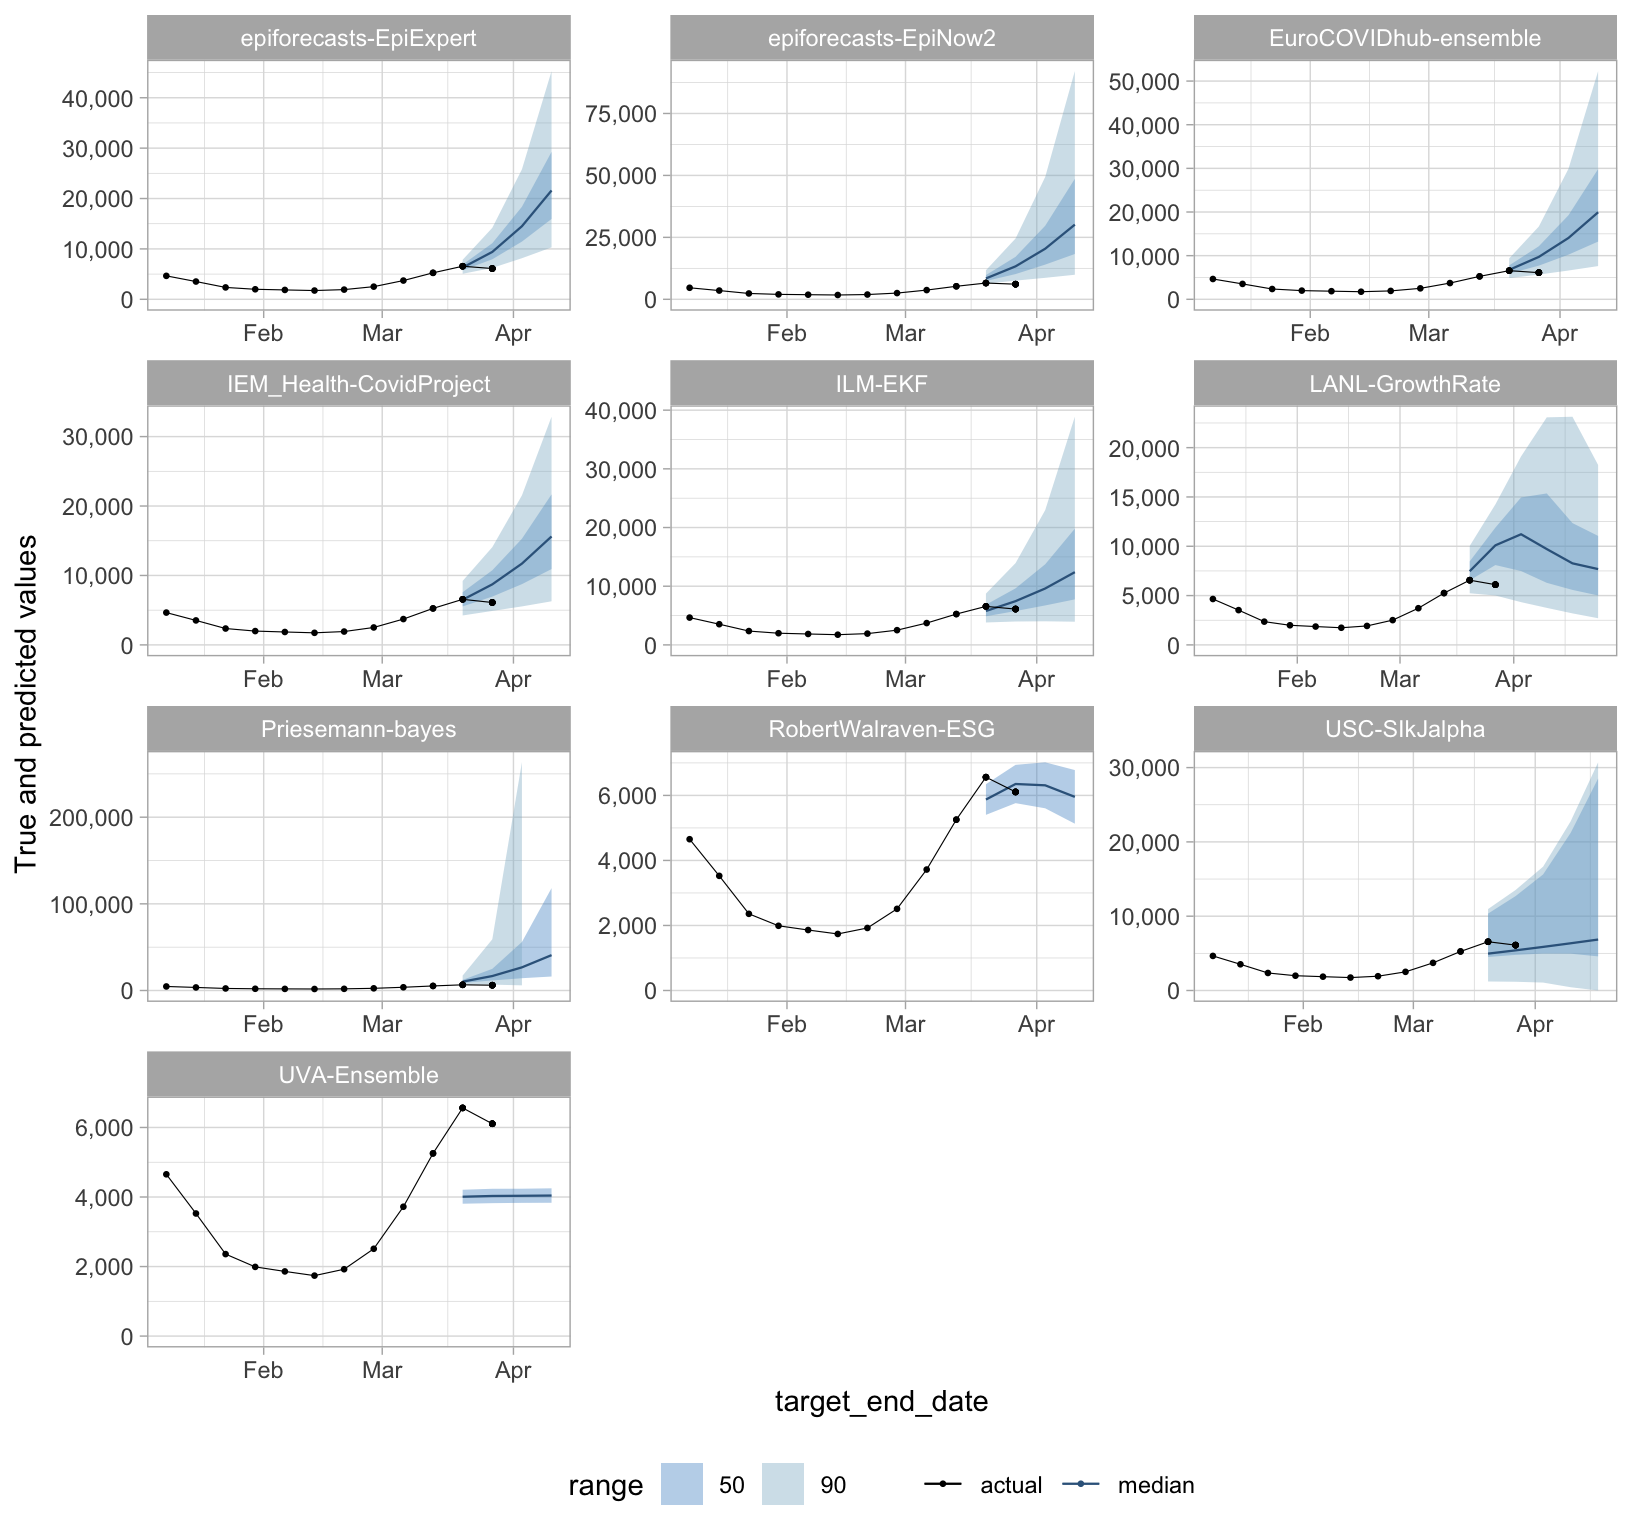 epiforecasts-EpiExpert
epiforecasts-EpiNow2
EuroCOVIDhub-ensemble
40,000
30,000
20,000
10,000
0
Feb Mar Apr
75,000
50,000
25,000
0
Feb Mar Apr
50,000
40,000
30,000
20,000
10,000
0
Feb Mar Apr
IEM_Health-CovidProject
ILM-EKF
LANL-GrowthRate
30,000
20,000
10,000
0
Feb Mar Apr
40,000
30,000
20,000
10,000
0
Feb Mar Apr
20,000
15,000
10,000
5,000
0
Feb Mar Apr
True and predicted values
Priesemann-bayes
RobertWalraven-ESG
USC-SIkJalpha
200,000
100,000
0
Feb Mar Apr
6,000
4,000
2,000
0
Feb Mar Apr
30,000
20,000
10,000
0
Feb Mar Apr
UVA-Ensemble
6,000
4,000
2,000
0
Feb Mar Apr
target_end_date
range 50 90 actual median